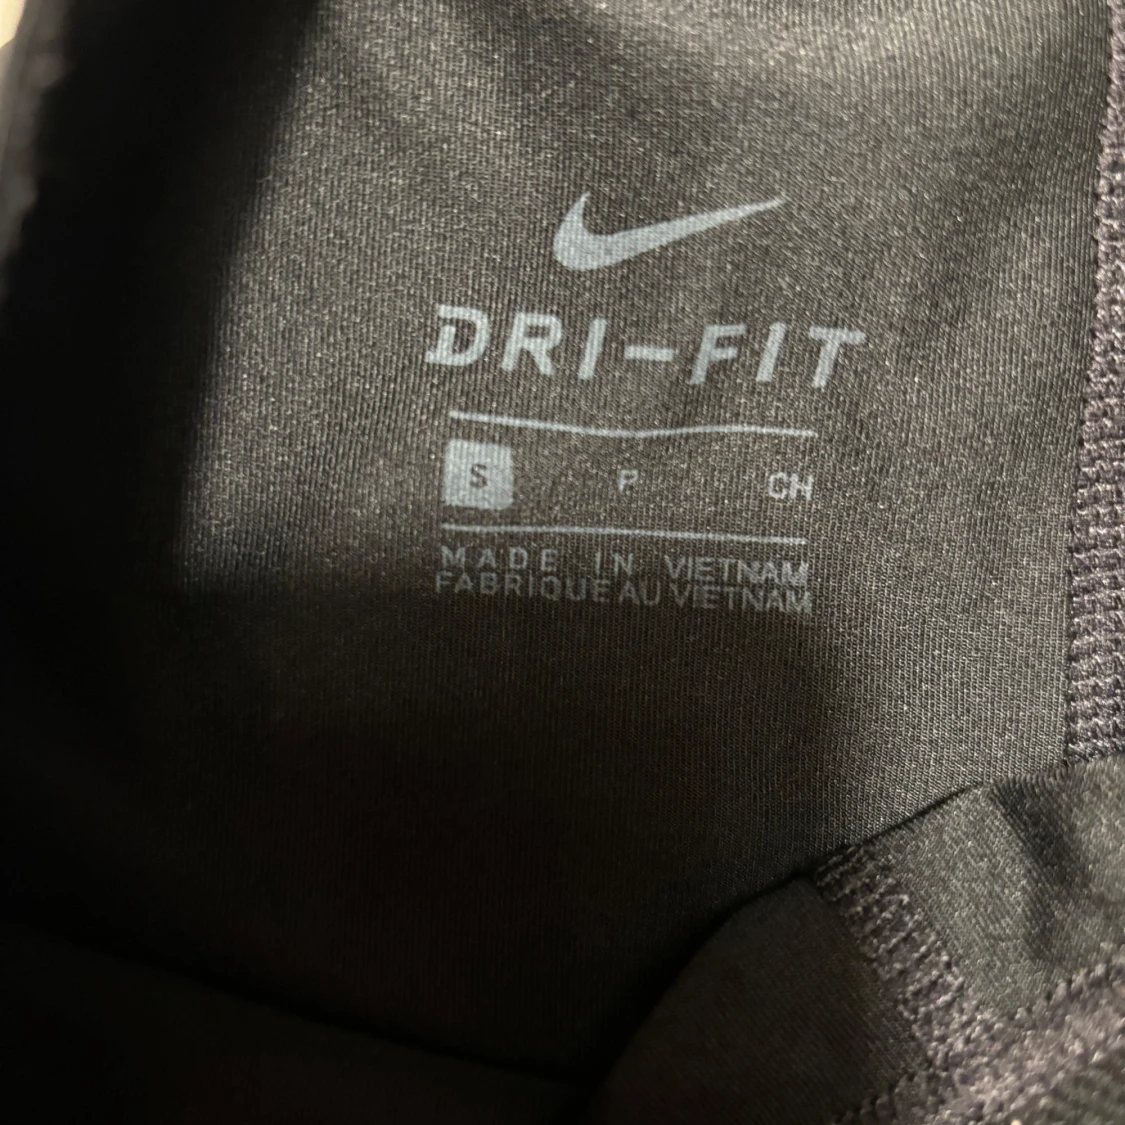 DRI-FIT
S P CH
MADE IN VIETNAM
FABRIQUE AU VIETNAM